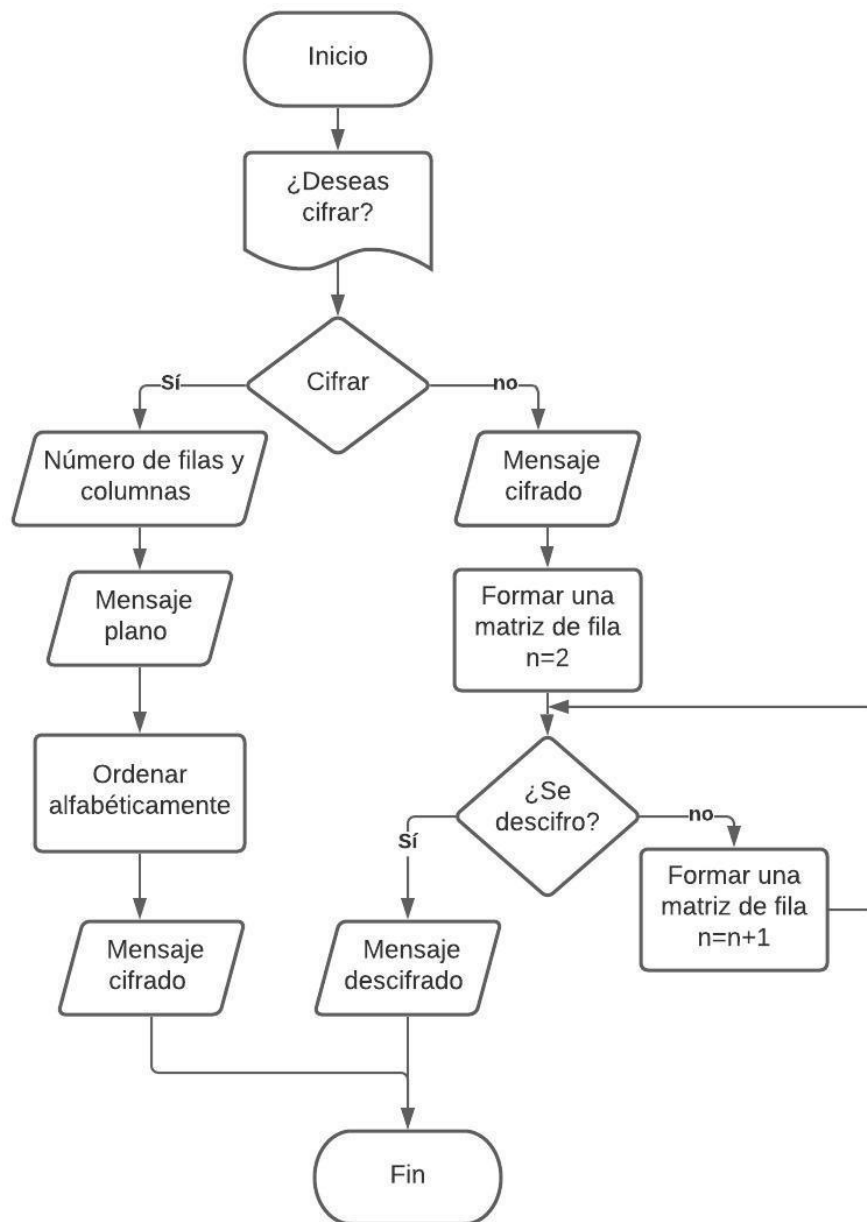 Inicio
¿Deseas
cifrar?
Cifrar
Sí
no
Número de filas y
columnas
Mensaje
plano
Ordenar
alfabéticamente
Mensaje
cifrado
Mensaje
cifrado
Formar una
matriz de fila
n=2
¿Se
descifro?
Sí
no
Formar una
matriz de fila
n=n+1
Mensaje
descifrado
Fin